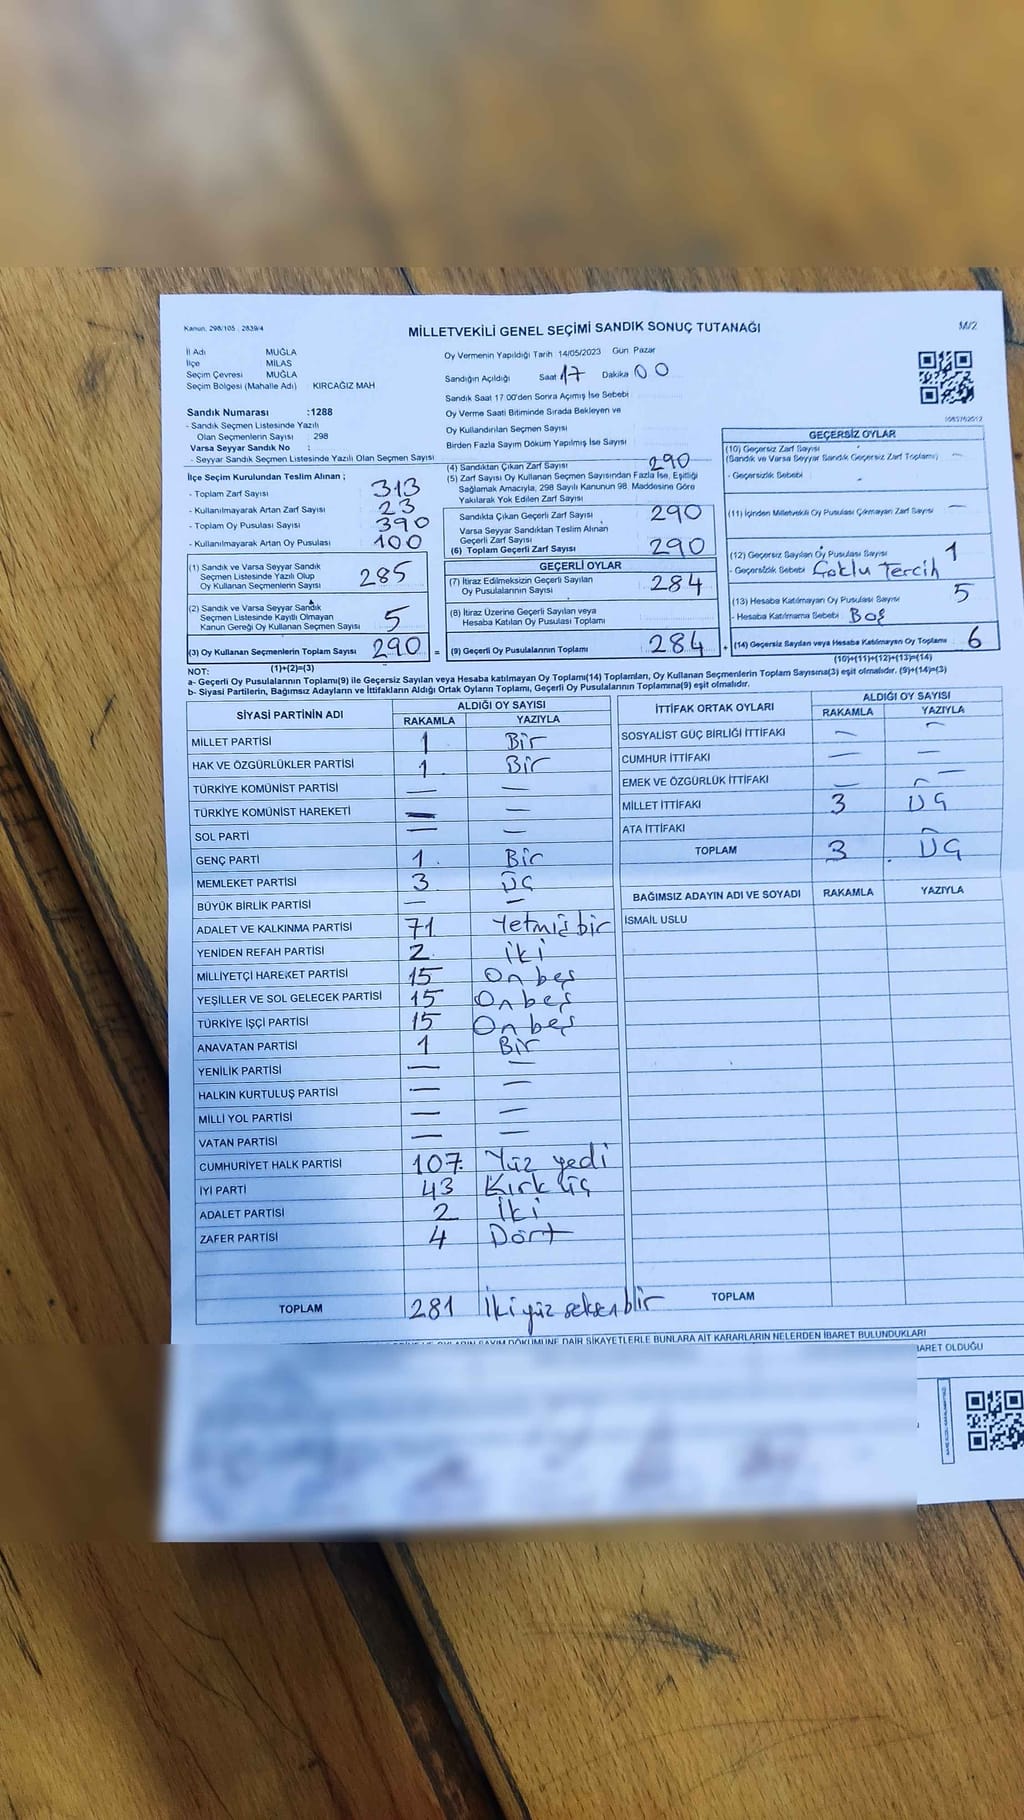 Kanun, 298/105 , 2839/4
MİLLETVEKİLİ GENEL SEÇİMİ SANDIK SONUÇ TUTANAĞI
M/2
İl Adı MUĞLA
İlçe MİLAS
Seçim Çevresi MUĞLA
Seçim Bölgesi (Mahalle Adı) KIRCAĞIZ MAH
Sandık Numarası :1288
- Sandık Seçmen Listesinde Yazılı
Olan Seçmenlerin Sayısı : 298
Varsa Seyyar Sandık No :
- Seyyar Sandık Seçmen Listesinde Yazılı Olan Seçmen Sayısı
Oy Vermenin Yapıldığı Tarih 14/05/2023 Gün Pazar
Sandığın Açıldığı Saat 17 Dakika 00
Sandık Saat 17:00'den Sonra Açımış İse Sebebi
Oy Verme Saati Bitiminde Sırada Bekleyen ve
Oy Kullandırılan Seçmen Sayısı
Birden Fazla Sayım Döküm Yapılmış İse Sayısı
İlçe Seçim Kurulundan Teslim Alınan ;
- Toplam Zarf Sayısı 313
- Kullanılmayarak Artan Zarf Sayısı 23
- Toplam Oy Pusulası Sayısı 390
- Kullanılmayarak Artan Oy Pusulası 100
(1) Sandık ve Varsa Seyyar Sandık
Seçmen Listesinde Yazılı Olup
Oy Kullanan Seçmenlerin Sayısı 285
(2) Sandık ve Varsa Seyyar Sandık
Seçmen Listesinde Kayıtlı Olmayan
Kanun Gereği Oy Kullanan Seçmen Sayısı 5
(3) Oy Kullanan Seçmenlerin Toplam Sayısı 290 =
(1)+(2)=(3)
(4) Sandıktan Çıkan Zarf Sayısı 290
(5) Zarf Sayısı Oy Kullanan Seçmen Sayısından Fazla İse, Eşitliği
Sağlamak Amacıyla, 298 Sayılı Kanunun 98. Maddesine Göre
Yakılarak Yok Edilen Zarf Sayısı
Sandıkta Çıkan Geçerli Zarf Sayısı 290
Varsa Seyyar Sandıktan Teslim Alınan
Geçerli Zarf Sayısı
(6) Toplam Geçerli Zarf Sayısı 290
GEÇERLİ OYLAR
(7) İtiraz Edilmeksizin Geçerli Sayılan
Oy Pusulalarının Sayısı 284
(8) İtiraz Üzerine Geçerli Sayılan veya
Hesaba Katılan Oy Pusulası Toplamı
(9) Geçerli Oy Pusulalarının Toplamı 284 +
GEÇERSİZ OYLAR
(10) Geçersiz Zarf Sayısı
(Sandık ve Varsa Seyyar Sandık Geçersiz Zarf Toplamı) —
- Geçersizlik Sebebi
(11) İçinden Milletvekili Oy Pusulası Çıkmayan Zarf Sayısı —
(12) Geçersiz Sayılan Oy Pusulası Sayısı 1
- Geçersizlik Sebebi Çoklu Tercih
(13) Hesaba Katılmayan Oy Pusulası Sayısı 5
- Hesaba Katılmama Sebebi Boş
(14) Geçersiz Sayılan veya Hesaba Katılmayan Oy Toplamı 6
(10)+(11)+(12)+(13)=(14)
NOT:
a- Geçerli Oy Pusulalarının Toplamı(9) ile Geçersiz Sayılan veya Hesaba Katılmayan Oy Toplamı(14) Toplamları, Oy Kullanan Seçmenlerin Toplam Sayısına(3) eşit olmalıdır. (9)+(14)=(3)
b- Siyasi Partilerin, Bağımsız Adayların ve İttifakların Aldığı Ortak Oyların Toplamı, Geçerli Oy Pusulalarının Toplamına(9) eşit olmalıdır.
SİYASİ PARTİNİN ADI ALDIĞI OY SAYISI
RAKAMLA YAZIYLA
MİLLET PARTİSİ 1 Bir
HAK VE ÖZGÜRLÜKLER PARTİSİ 1 Bir
TÜRKİYE KOMÜNİST PARTİSİ — —
TÜRKİYE KOMÜNİST HAREKETİ — —
SOL PARTİ — —
GENÇ PARTİ 1 Bir
MEMLEKET PARTİSİ 3 Üç
BÜYÜK BİRLİK PARTİSİ — —
ADALET VE KALKINMA PARTİSİ 71 Yetmiş bir
YENİDEN REFAH PARTİSİ 2 İki
MİLLİYETÇİ HAREKET PARTİSİ 15 On beş
YEŞİLLER VE SOL GELECEK PARTİSİ 15 On beş
TÜRKİYE İŞÇİ PARTİSİ 15 On beş
ANAVATAN PARTİSİ 1 Bir
YENİLİK PARTİSİ — —
HALKIN KURTULUŞ PARTİSİ — —
MİLLİ YOL PARTİSİ — —
VATAN PARTİSİ — —
CUMHURİYET HALK PARTİSİ 107 Yüz yedi
İYİ PARTİ 43 Kırk üç
ADALET PARTİSİ 2 İki
ZAFER PARTİSİ 4 Dört
TOPLAM 281 İki yüz seksen bir
İTTİFAK ORTAK OYLARI ALDIĞI OY SAYISI
RAKAMLA YAZIYLA
SOSYALİST GÜÇ BİRLİĞİ İTTİFAKI — —
CUMHUR İTTİFAKI — —
EMEK VE ÖZGÜRLÜK İTTİFAKI — —
MİLLET İTTİFAKI 3 ÜÇ
ATA İTTİFAKI —
TOPLAM 3 ÜÇ
BAĞIMSIZ ADAYIN ADI VE SOYADI RAKAMLA YAZIYLA
İSMAİL USLU
TOPLAM
SAYIM DÖKÜMÜNE DAİR ŞİKAYETLERLE BUNLARA AİT KARARLARIN NELERDEN İBARET BULUNDUKLARI
BARET OLDUĞU